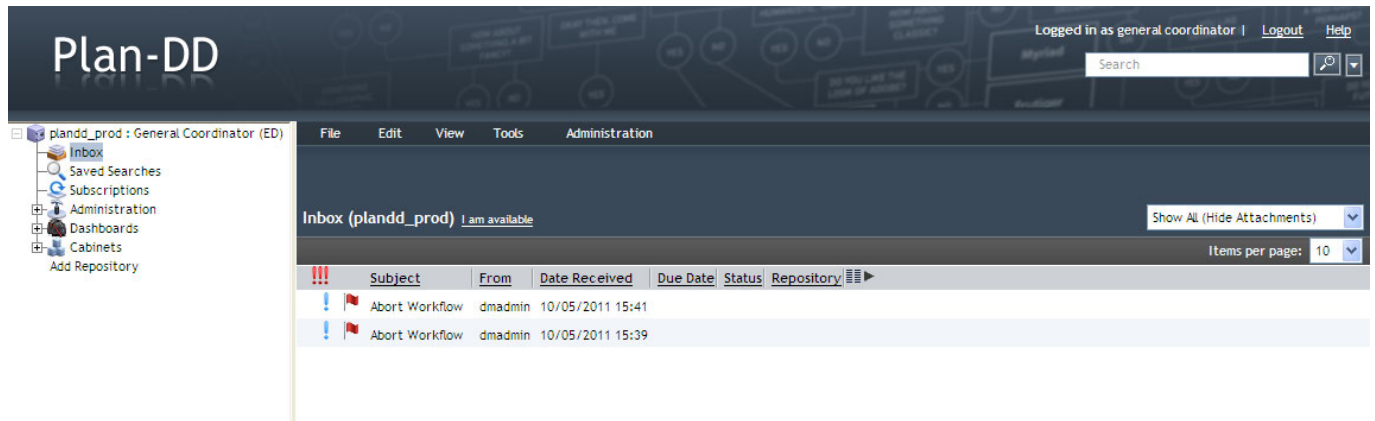 Plan-DD
Logged in as general coordinator | Logout Help
Search
plandd_prod : General Coordinator (ED)
Inbox
Saved Searches
Subscriptions
Administration
Dashboards
Cabinets
Add Repository
File Edit View Tools Administration
Inbox (plandd_prod) I am available
Show All (Hide Attachments)
Items per page: 10
!!! Subject From Date Received Due Date Status Repository
! Abort Workflow dmadmin 10/05/2011 15:41
! Abort Workflow dmadmin 10/05/2011 15:39